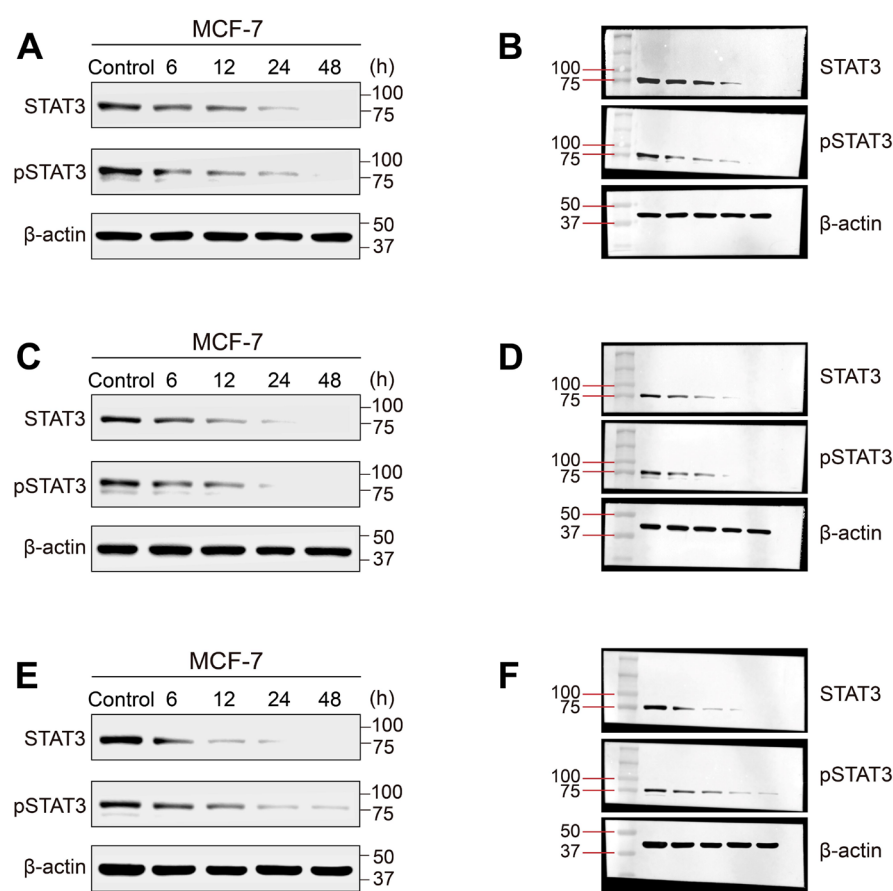 A
MCF-7
Control 6 12 24 48 (h)
STAT3
100
75
pSTAT3
100
75
β-actin
50
37
B
100
75
STAT3
100
75
pSTAT3
50
37
β-actin
C
MCF-7
Control 6 12 24 48 (h)
STAT3
100
75
pSTAT3
100
75
β-actin
50
37
D
100
75
STAT3
100
75
pSTAT3
50
37
β-actin
E
MCF-7
Control 6 12 24 48 (h)
STAT3
100
75
pSTAT3
100
75
β-actin
50
37
F
100
75
STAT3
100
75
pSTAT3
50
37
β-actin